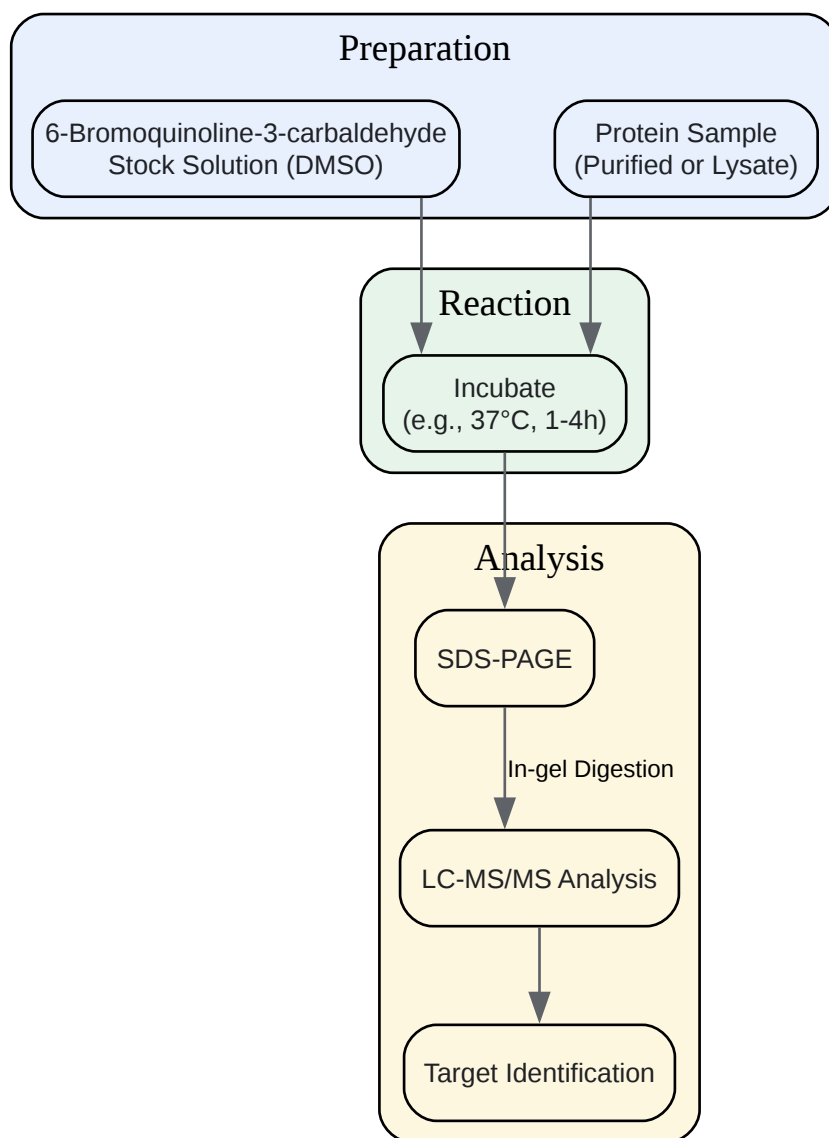 Preparation
6-Bromoquinoline-3-carbaldehyde
Stock Solution (DMSO)
Protein Sample
(Purified or Lysate)
Reaction
Incubate
(e.g., 37°C, 1-4h)
Analysis
SDS-PAGE
In-gel Digestion
LC-MS/MS Analysis
Target Identification